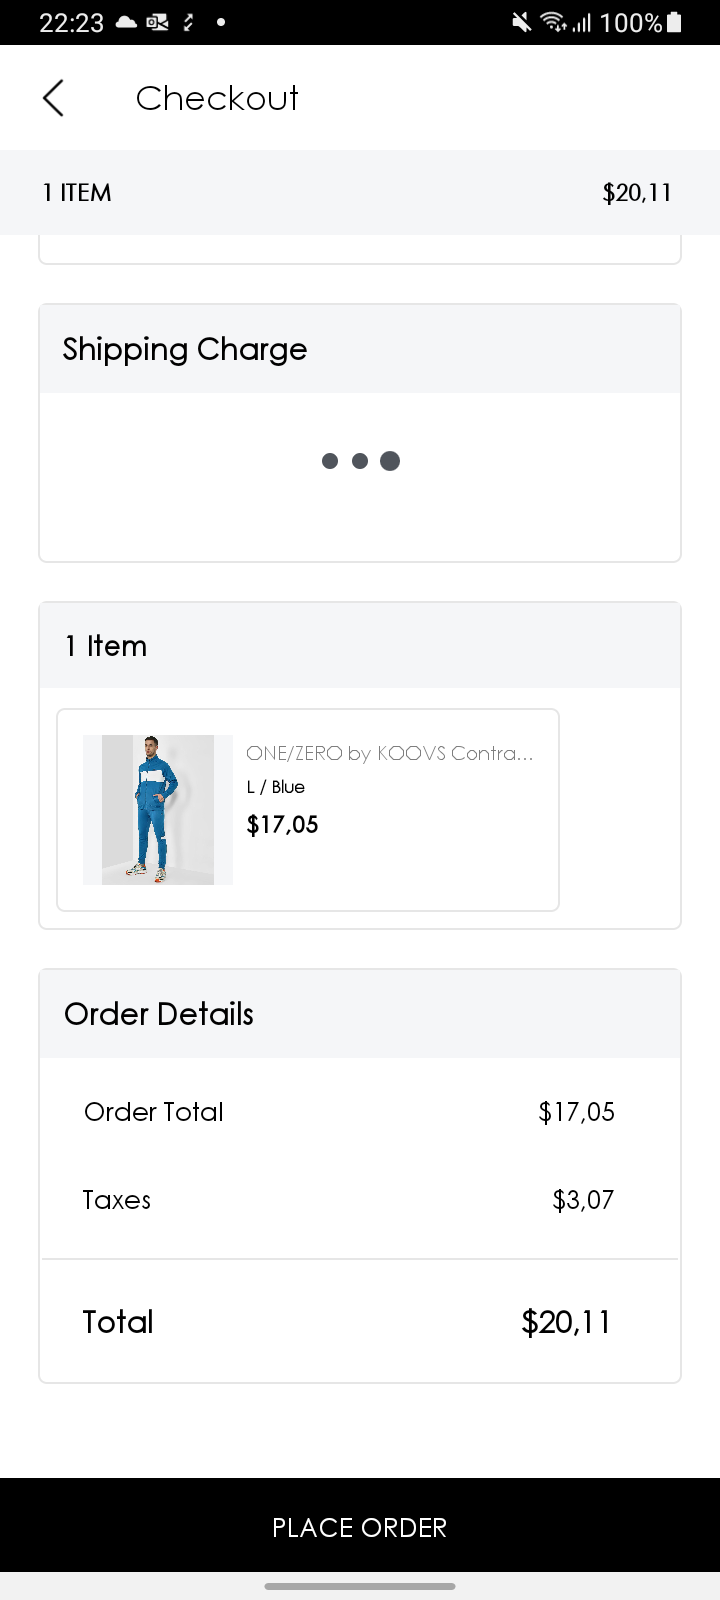 22:23 100%
Checkout
1 ITEM $20,11
Shipping Charge
1 Item
ONE/ZERO by KOOVS Contra...
L / Blue
$17,05
Order Details
Order Total $17,05
Taxes $3,07
Total $20,11
PLACE ORDER